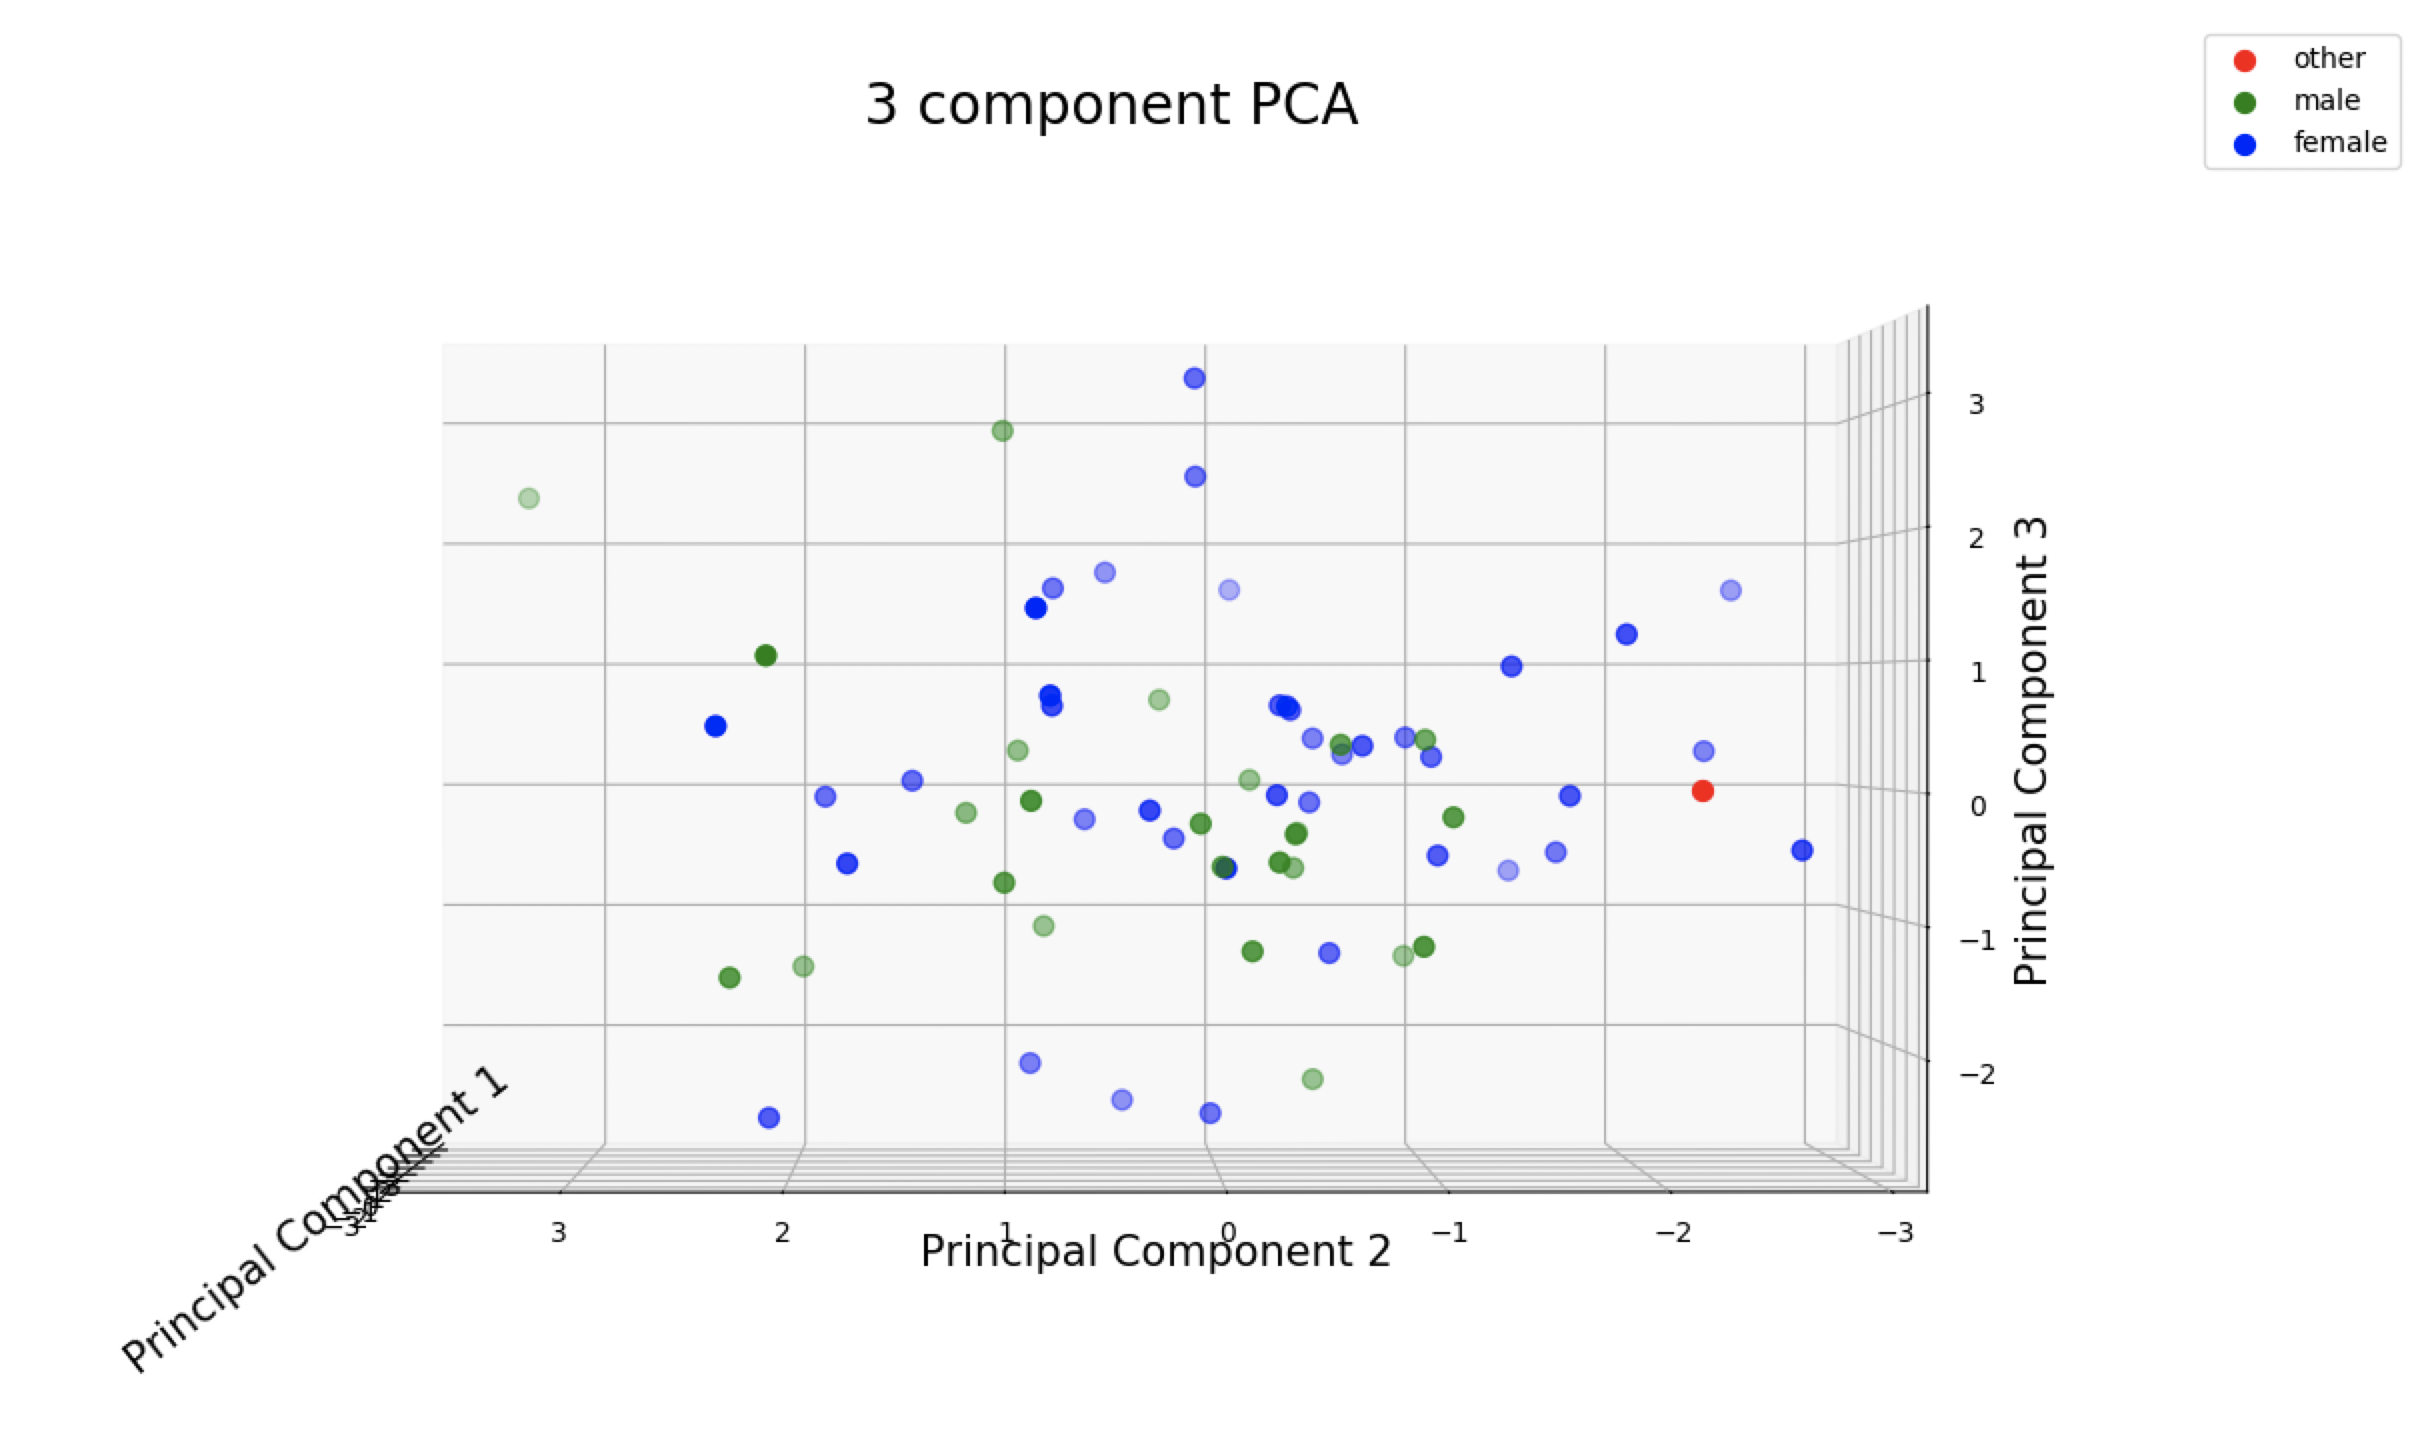 other
male
female
3 component PCA
3
2
1
0
−1
−2
Principal Component 3
3
2
1
0
−1
−2
−3
Principal Component 2
Principal Component 1